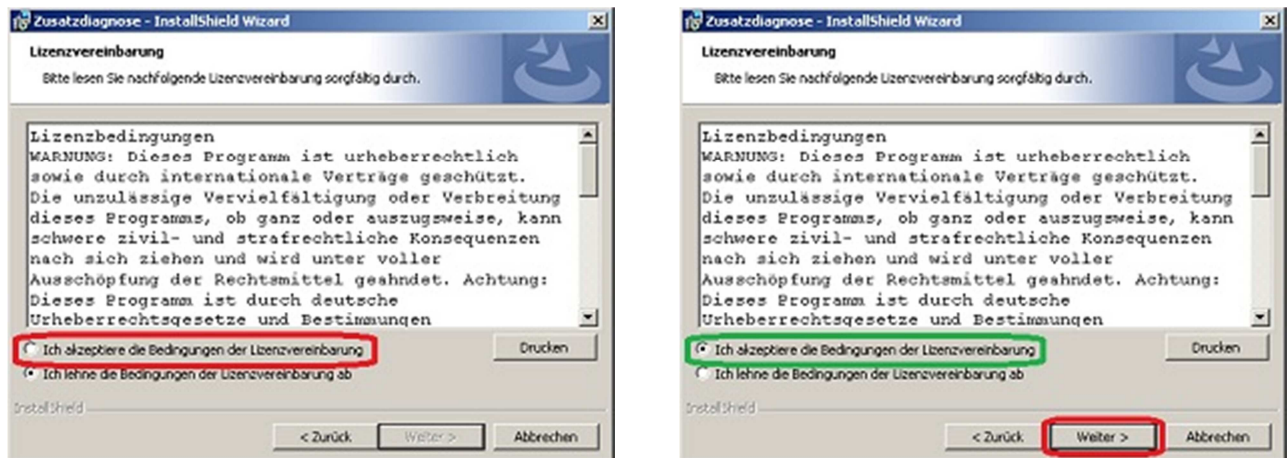 Zusatzdiagnose - InstallShield Wizard
Lizenzvereinbarung
Bitte lesen Sie nachfolgende Lizenzvereinbarung sorgfältig durch.
Lizenzbedingungen
WARNUNG: Dieses Programm ist urheberrechtlich
sowie durch internationale Verträge geschützt.
Die unzulässige Vervielfältigung oder Verbreitung
dieses Programms, ob ganz oder auszugsweise, kann
schwere zivil- und strafrechtliche Konsequenzen
nach sich ziehen und wird unter voller
Ausschöpfung der Rechtsmittel geahndet. Achtung:
Dieses Programm ist durch deutsche
Urheberrechtsgesetze und Bestimmungen
Ich akzeptiere die Bedingungen der Lizenzvereinbarung
Drucken
Ich lehne die Bedingungen der Lizenzvereinbarung ab
InstallShield
< Zurück Weiter > Abbrechen
Zusatzdiagnose - InstallShield Wizard
Lizenzvereinbarung
Bitte lesen Sie nachfolgende Lizenzvereinbarung sorgfältig durch.
Lizenzbedingungen
WARNUNG: Dieses Programm ist urheberrechtlich
sowie durch internationale Verträge geschützt.
Die unzulässige Vervielfältigung oder Verbreitung
dieses Programms, ob ganz oder auszugsweise, kann
schwere zivil- und strafrechtliche Konsequenzen
nach sich ziehen und wird unter voller
Ausschöpfung der Rechtsmittel geahndet. Achtung:
Dieses Programm ist durch deutsche
Urheberrechtsgesetze und Bestimmungen
Ich akzeptiere die Bedingungen der Lizenzvereinbarung
Drucken
Ich lehne die Bedingungen der Lizenzvereinbarung ab
InstallShield
< Zurück Weiter > Abbrechen